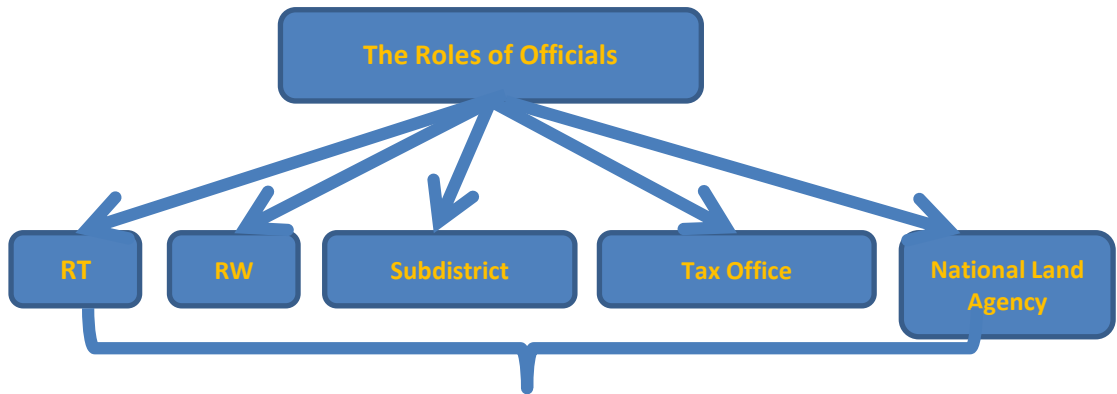 The Roles of Officials
RT
RW
Subdistrict
Tax Office
National Land
Agency